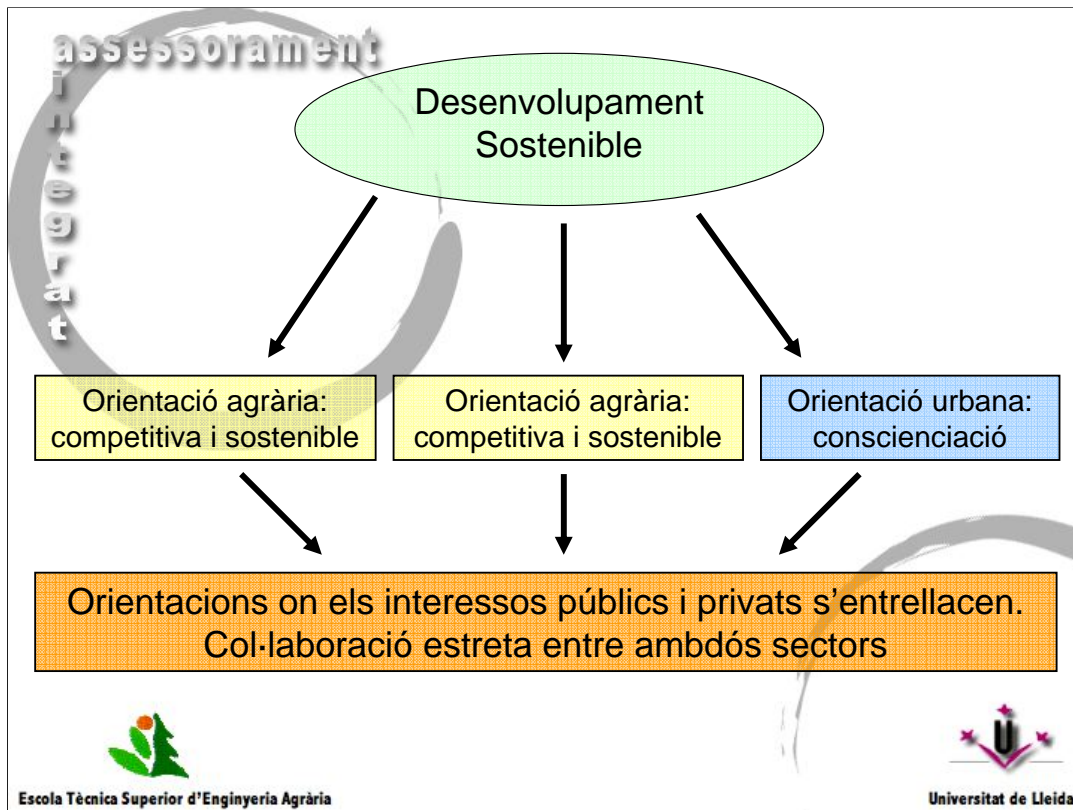 assessorament
integrat
Desenvolupament
Sostenible
Orientació agrària:
competitiva i sostenible
Orientació agrària:
competitiva i sostenible
Orientació urbana:
conscienciació
Orientacions on els interessos públics i privats s’entrellacen.
Col·laboració estreta entre ambdós sectors
Escola Tècnica Superior d'Enginyeria Agrària
U
Universitat de Lleida